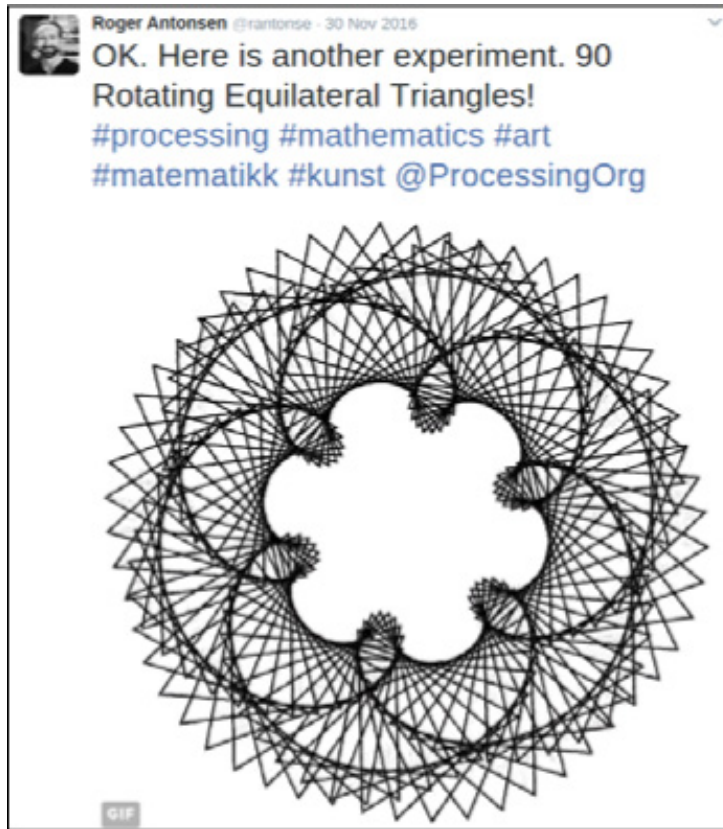 Roger Antonsen @rantonse · 30 Nov 2016
OK. Here is another experiment. 90
Rotating Equilateral Triangles!
#processing #mathematics #art
#matematikk #kunst @ProcessingOrg
GIF